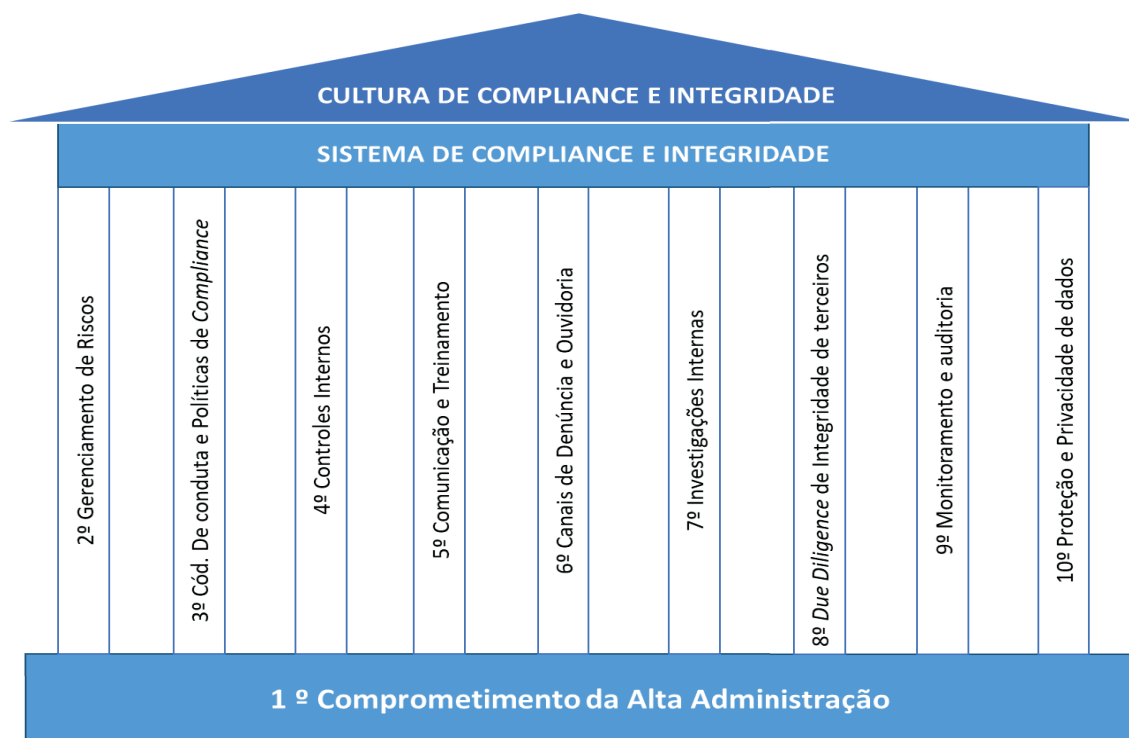 CULTURA DE COMPLIANCE E INTEGRIDADE
SISTEMA DE COMPLIANCE E INTEGRIDADE
2º Gerenciamento de Riscos
3º Cód. De conduta e Políticas de Compliance
4º Controles Internos
5º Comunicação e Treinamento
6º Canais de Denúncia e Ouvidoria
7º Investigações Internas
8º Due Diligence de Integridade de terceiros
9º Monitoramento e auditoria
10º Proteção e Privacidade de dados
1 º Comprometimento da Alta Administração